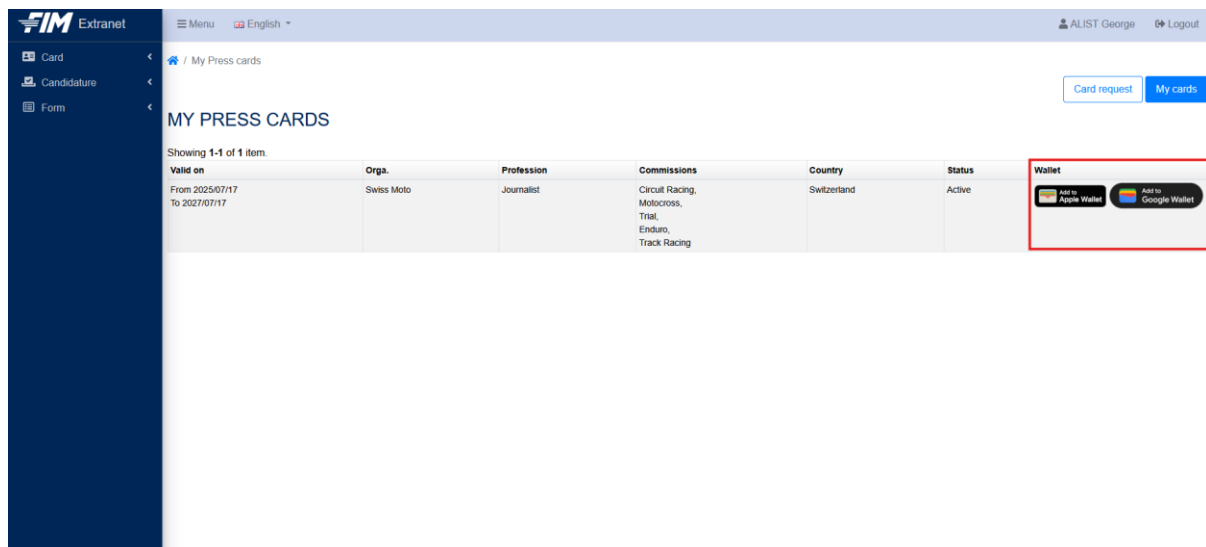 FIM Extranet
Menu English ALIST George Logout
Card
Candidature
Form
/ My Press cards
Card request My cards
MY PRESS CARDS
Showing 1-1 of 1 item.
Valid on Orga. Profession Commissions Country Status Wallet
From 2025/07/17 Swiss Moto Journalist Circuit Racing, Switzerland Active Add to Apple Wallet Add to Google Wallet
To 2027/07/17 Motocross,
Trial,
Enduro,
Track Racing